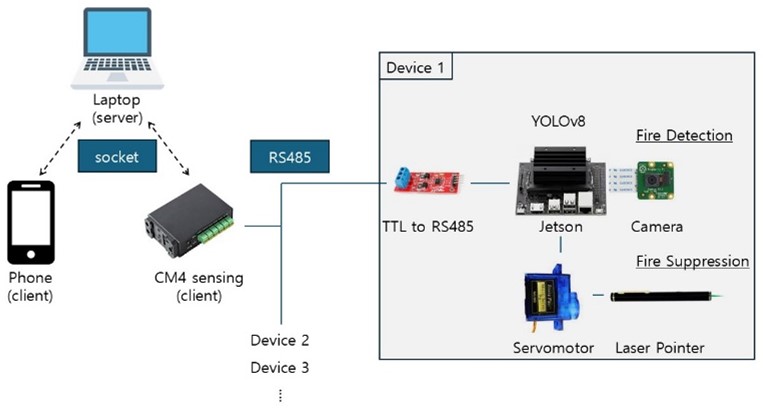 Laptop
(server)
socket
Phone
(client)
CM4 sensing
(client)
RS485
Device 2
Device 3
Device 1
YOLOv8
Fire Detection
TTL to RS485
Jetson
Camera
Fire Suppression
Servomotor
Laser Pointer